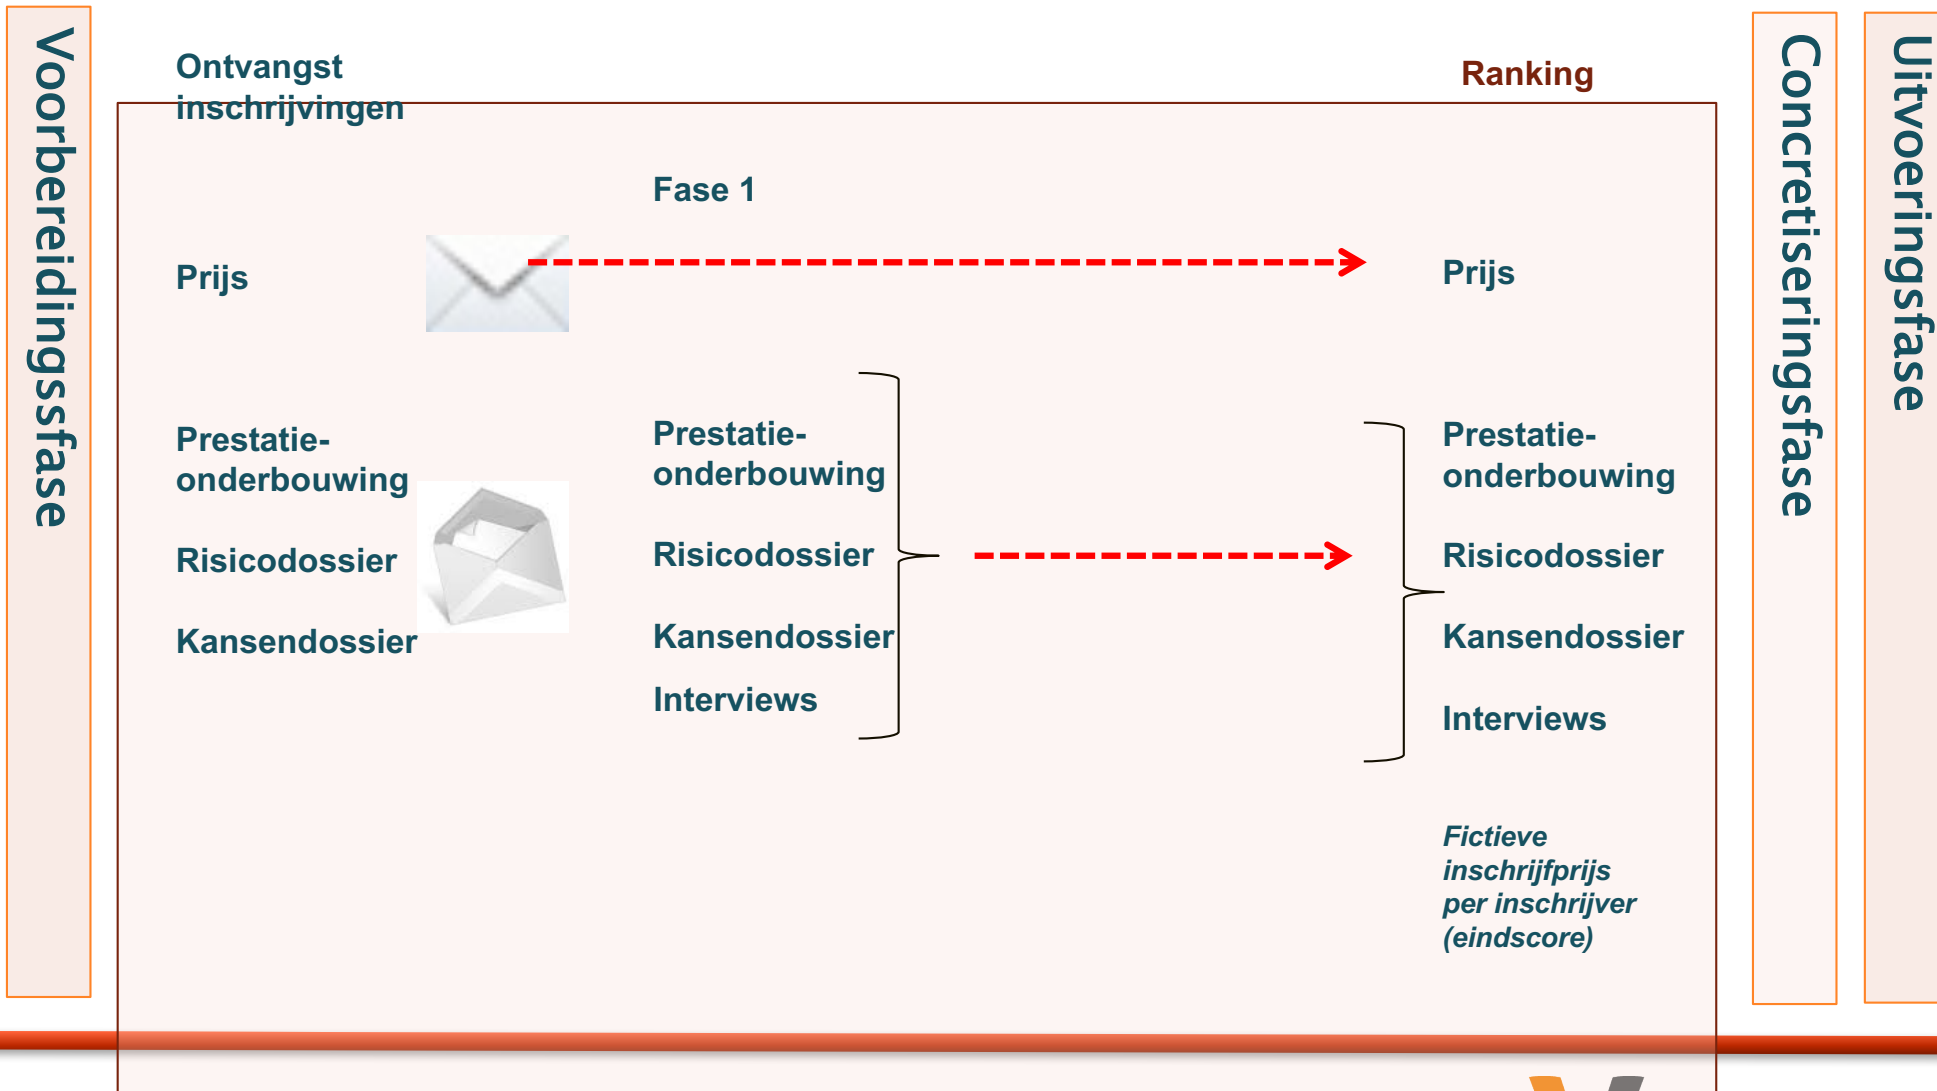 Voorbereidingssfase
Ontvangst
inschrijvingen
Prijs
Prestatie-
onderbouwing
Risicodossier
Kansendossier
Fase 1
Prestatie-
onderbouwing
Risicodossier
Kansendossier
Interviews
Ranking
Prijs
Prestatie-
onderbouwing
Risicodossier
Kansendossier
Interviews
Fictieve
inschrijfprijs
per inschrijver
(eindscore)
Concretiseringsfase
Uitvoeringsfase